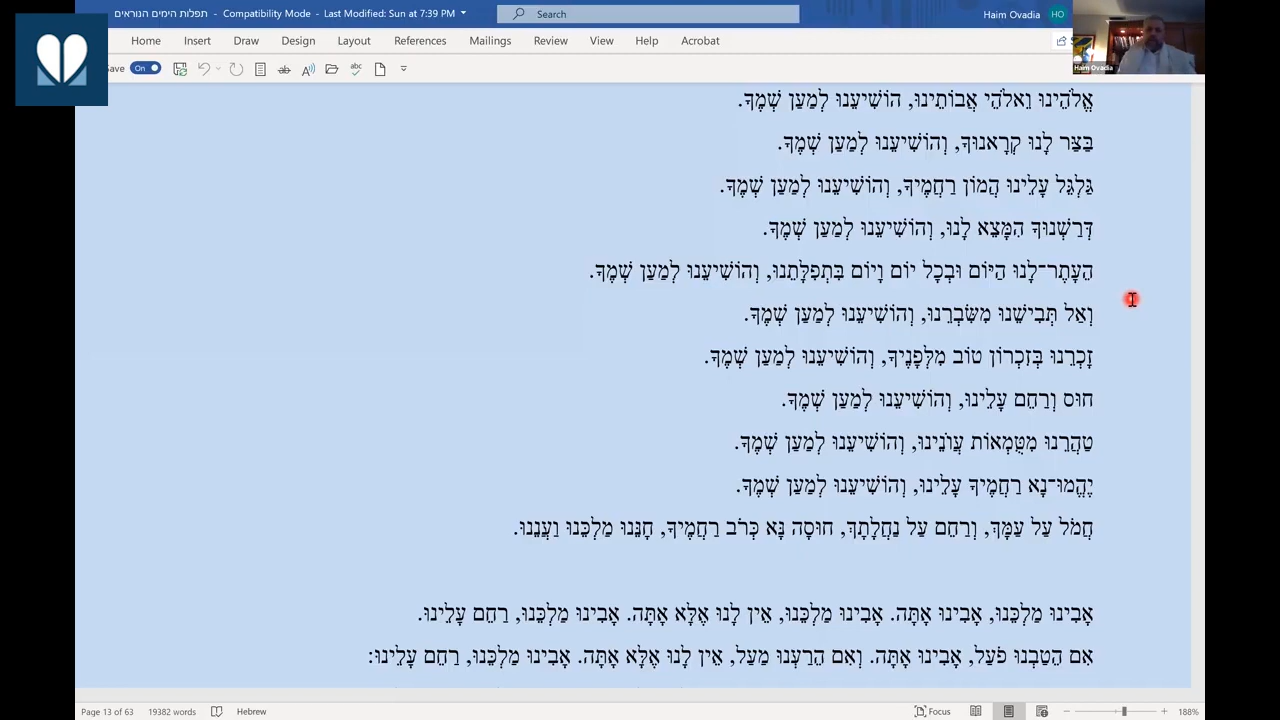 תפלות הימים הנוראים - Compatibility Mode - Last Modified: Sun at 7:39 PM
Search
Haim Ovadia HO
Home Insert Draw Design Layout References Mailings Review View Help Acrobat
Save On
Haim Ovadia
אֱלֹהֵינוּ וֵאלֹהֵי אֲבוֹתֵינוּ, הוֹשִׁיעֵנוּ לְמַעַן שְׁמֶךָ.
בַּצַּר לָנוּ קְרָאנוּךָ, וְהוֹשִׁיעֵנוּ לְמַעַן שְׁמֶךָ.
גַּלְגֵּל עָלֵינוּ הֲמוֹן רַחֲמֶיךָ, וְהוֹשִׁיעֵנוּ לְמַעַן שְׁמֶךָ.
דְּרַשְׁנוּךָ הִמָּצֵא לָנוּ, וְהוֹשִׁיעֵנוּ לְמַעַן שְׁמֶךָ.
הֵעָתֶר־לָנוּ הַיּוֹם וּבְכָל יוֹם וָיוֹם בִּתְפִלָּתֵנוּ, וְהוֹשִׁיעֵנוּ לְמַעַן שְׁמֶךָ.
וְאַל תְּבִישֵׁנוּ מִשִּׂבְרֵנוּ, וְהוֹשִׁיעֵנוּ לְמַעַן שְׁמֶךָ.
זָכְרֵנוּ בְּזִכְרוֹן טוֹב מִלְּפָנֶיךָ, וְהוֹשִׁיעֵנוּ לְמַעַן שְׁמֶךָ.
חוּס וְרַחֵם עָלֵינוּ, וְהוֹשִׁיעֵנוּ לְמַעַן שְׁמֶךָ.
טַהֲרֵנוּ מִטֻּמְאוֹת עֲוֹנֵינוּ, וְהוֹשִׁיעֵנוּ לְמַעַן שְׁמֶךָ.
יֶהֱמוּ־נָא רַחֲמֶיךָ עָלֵינוּ, וְהוֹשִׁיעֵנוּ לְמַעַן שְׁמֶךָ.
חֲמֹל עַל עַמָּךְ, וְרַחֵם עַל נַחֲלָתָךְ, חוּסָה נָּא כְּרֹב רַחֲמֶיךָ, חָנֵּנוּ מַלְכֵּנוּ וַעֲנֵנוּ.
אָבִינוּ מַלְכֵּנוּ, אָבִינוּ אָתָּה. אָבִינוּ מַלְכֵּנוּ, אֵין לָנוּ אֶלָּא אָתָּה. אָבִינוּ מַלְכֵּנוּ, רַחֵם עָלֵינוּ.
אִם הֵטַבְנוּ פֹעַל, אָבִינוּ אָתָּה. וְאִם הֵרַעְנוּ מַעַל, אֵין לָנוּ אֶלָּא אָתָּה. אָבִינוּ מַלְכֵּנוּ, רַחֵם עָלֵינוּ:
Page 13 of 63 19382 words Hebrew Focus 188%